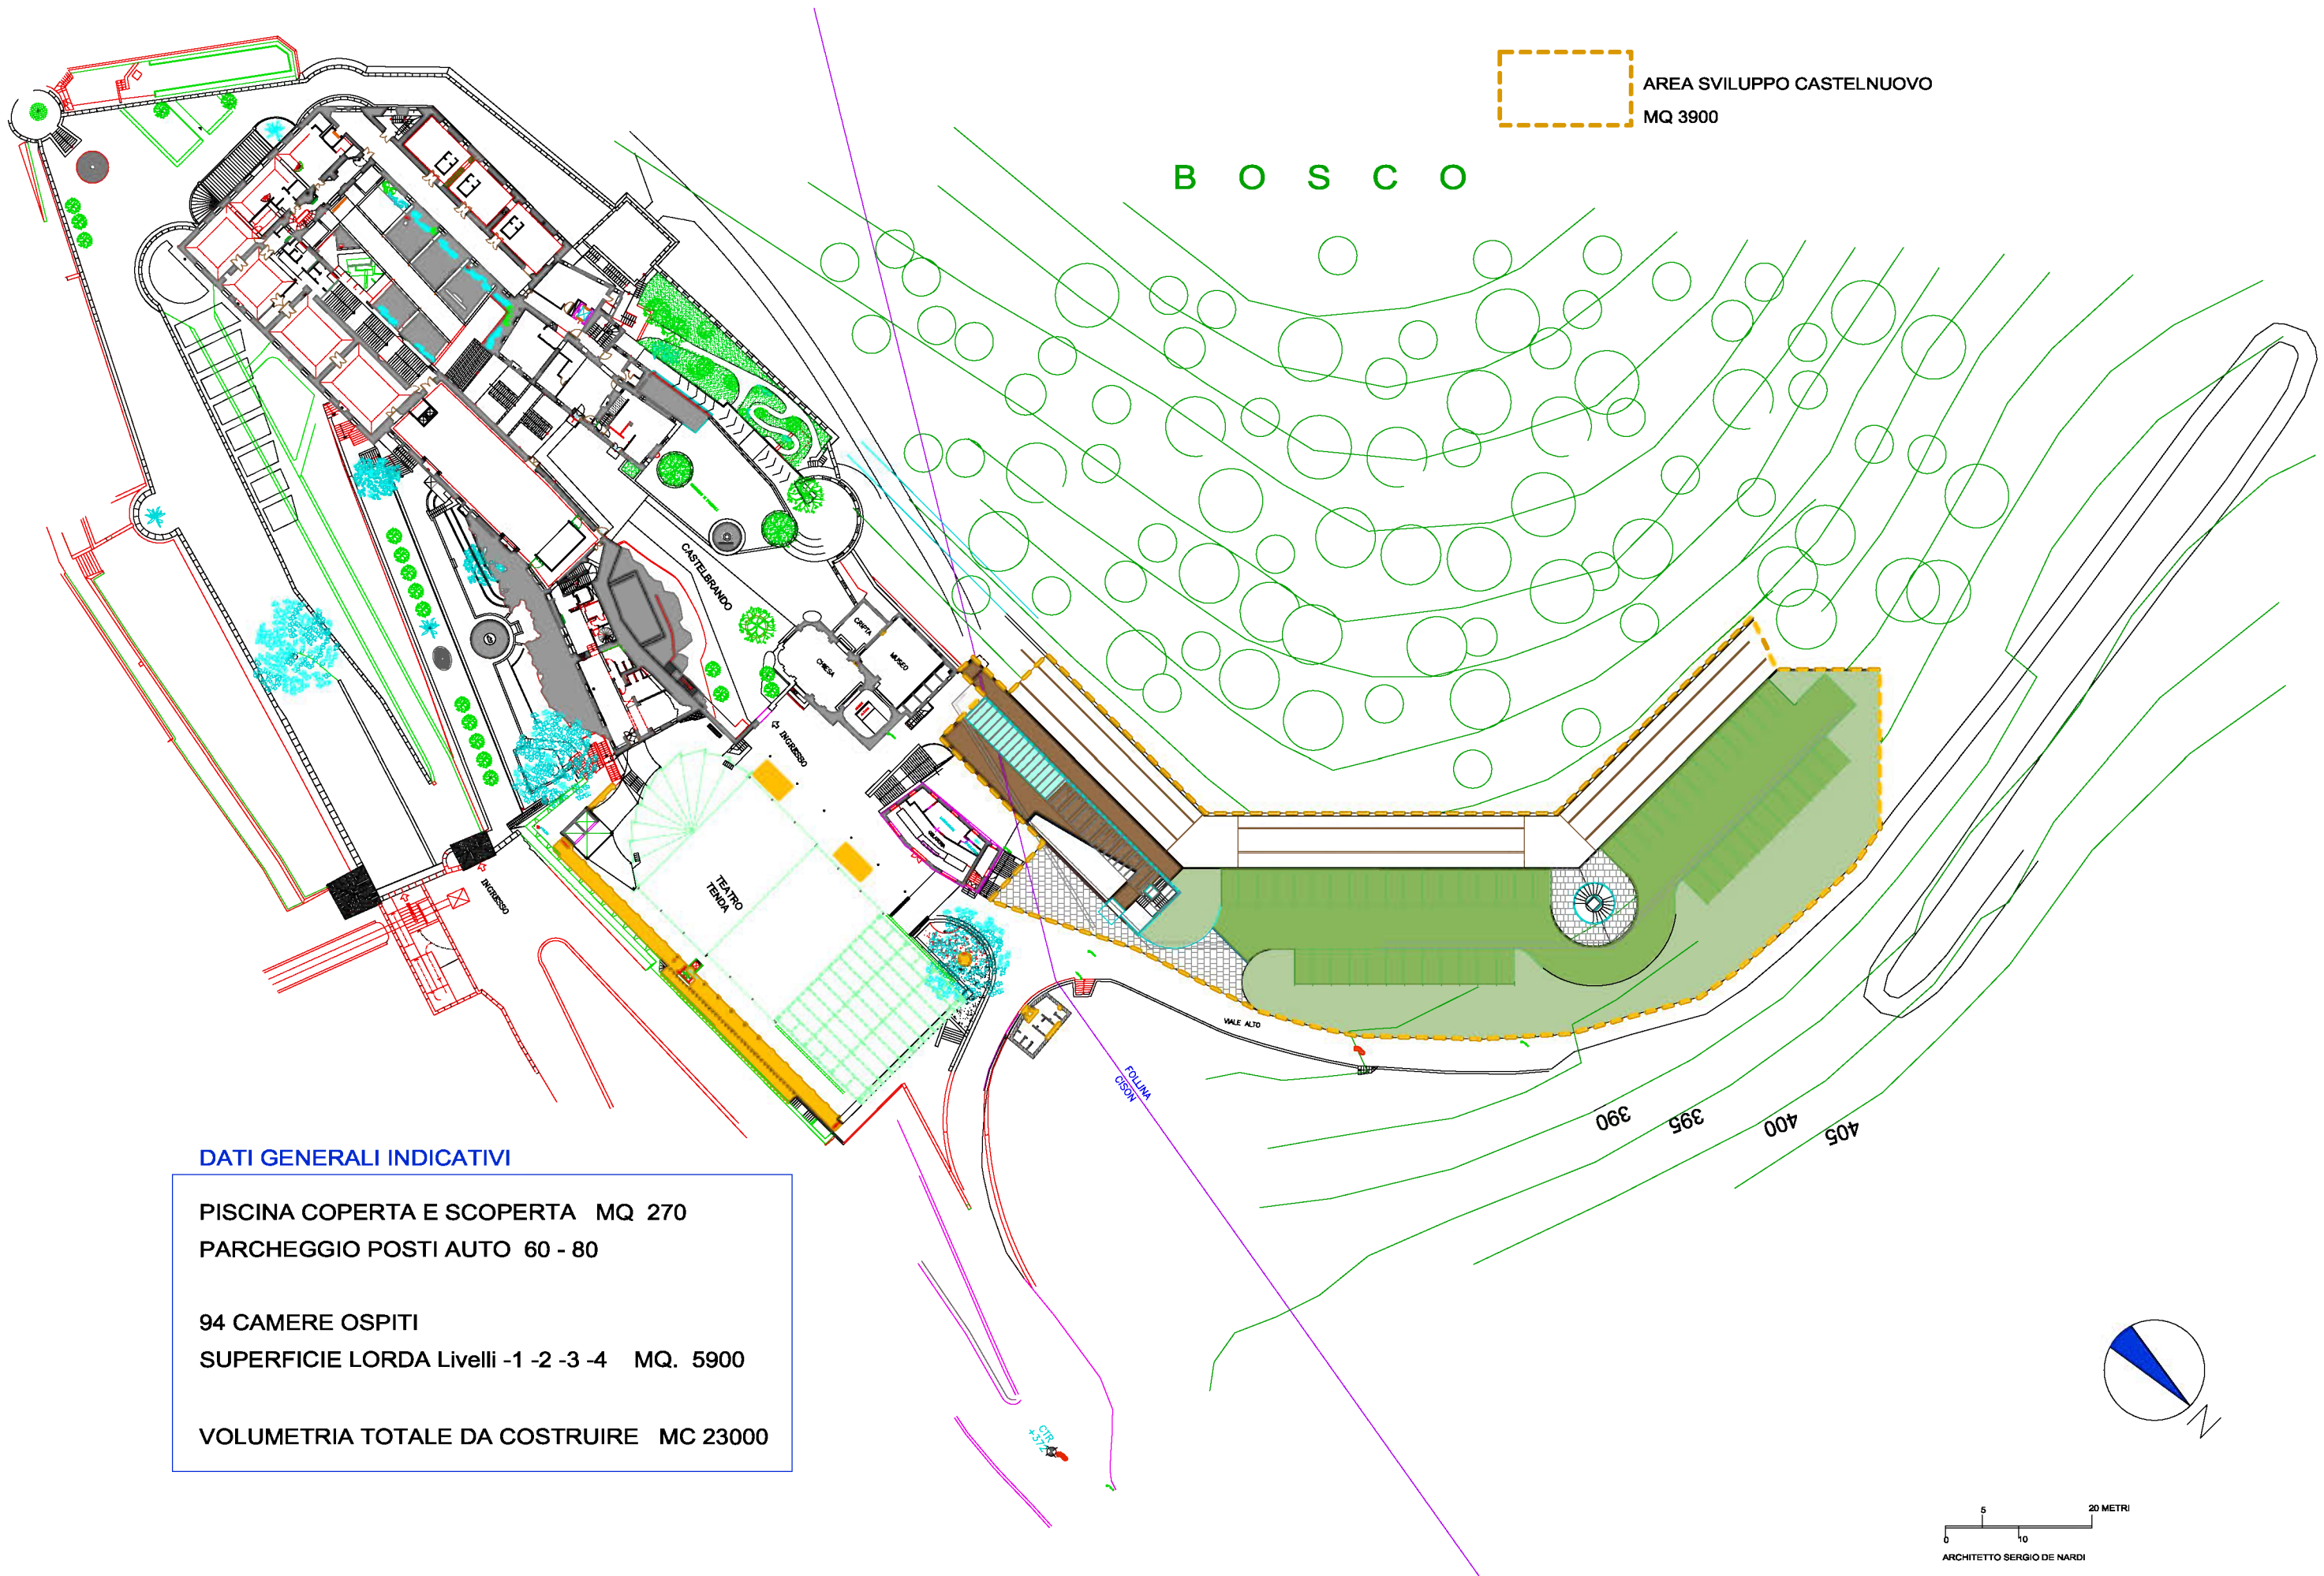 AREA SVILUPPO CASTELNUOVO
MQ 3900
B O S C O
CASTELBRANDO
CRIPTA
CHIESA
MUSEO
INGRESSO
INGRESSO
TEATRO
TENDA
VIALE ALTO
FOLLINA
CISON
390
395
400
405
CTR
+372
DATI GENERALI INDICATIVI
PISCINA COPERTA E SCOPERTA MQ 270
PARCHEGGIO POSTI AUTO 60 - 80
94 CAMERE OSPITI
SUPERFICIE LORDA Livelli -1 -2 -3 -4 MQ. 5900
VOLUMETRIA TOTALE DA COSTRUIRE MC 23000
N
5 20 METRI
0 10
ARCHITETTO SERGIO DE NARDI